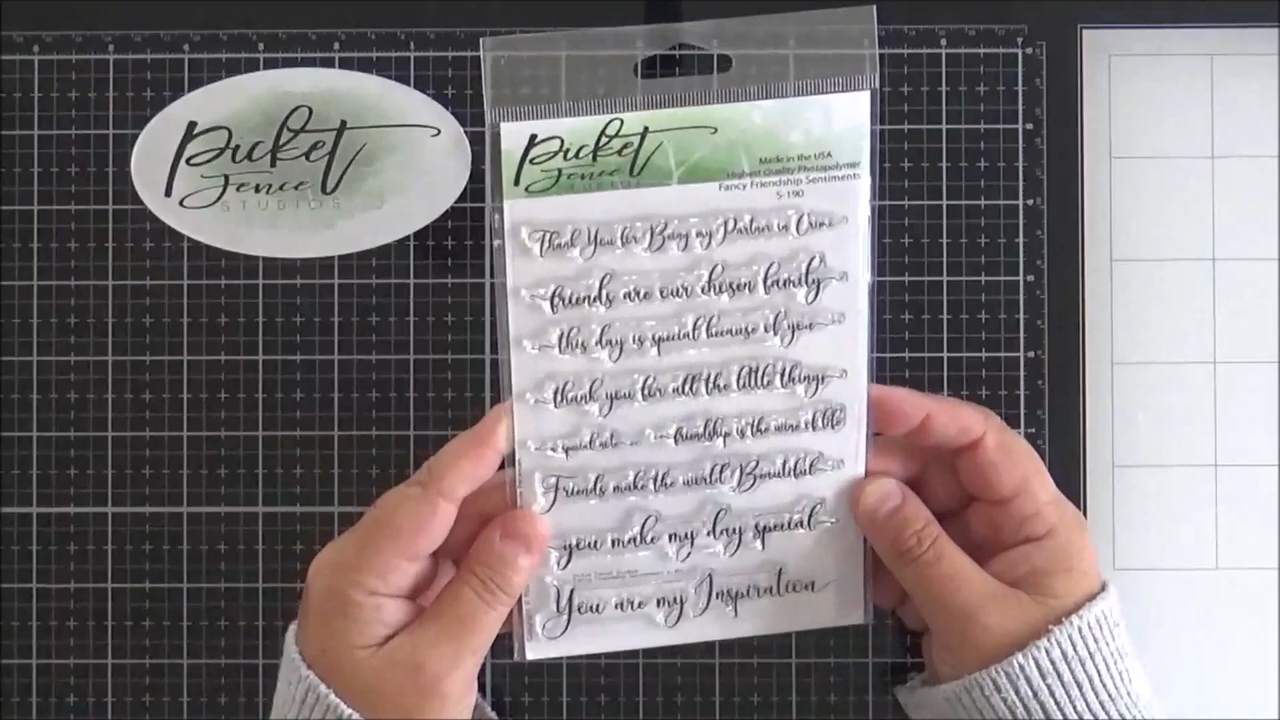 Picket
Fence
STUDIOS
Picket
Fence
STUDIOS
Made in the USA
Highest Quality Photopolymer
Fancy Friendship Sentiments
S-190
Thank You for Being my Partner in Crime
friends are our chosen family
this day is special because of you
thank you for all the little things
a special note
friendship is the wine of life
Friends make the world Beautiful
you make my day special
You are my Inspiration